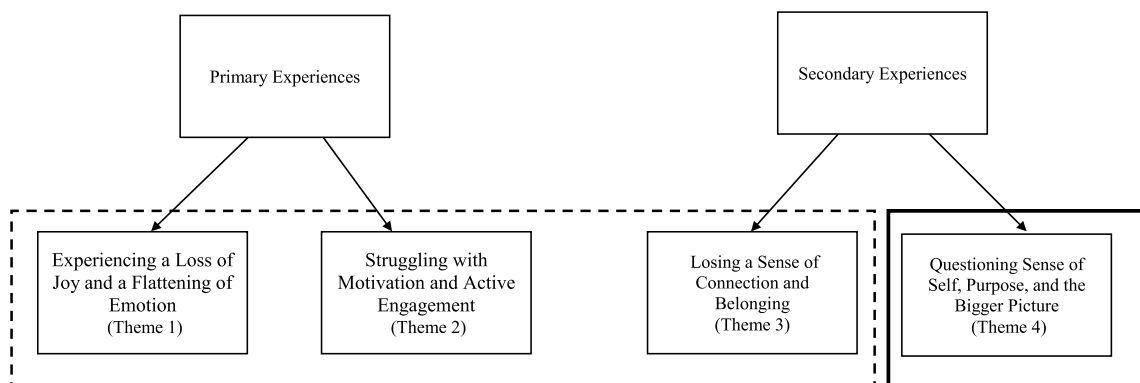 Primary Experiences
Secondary Experiences
Experiencing a Loss of
Joy and a Flattening of
Emotion
(Theme 1)
Struggling with
Motivation and Active
Engagement
(Theme 2)
Losing a Sense of
Connection and
Belonging
(Theme 3)
Questioning Sense of
Self, Purpose, and the
Bigger Picture
(Theme 4)